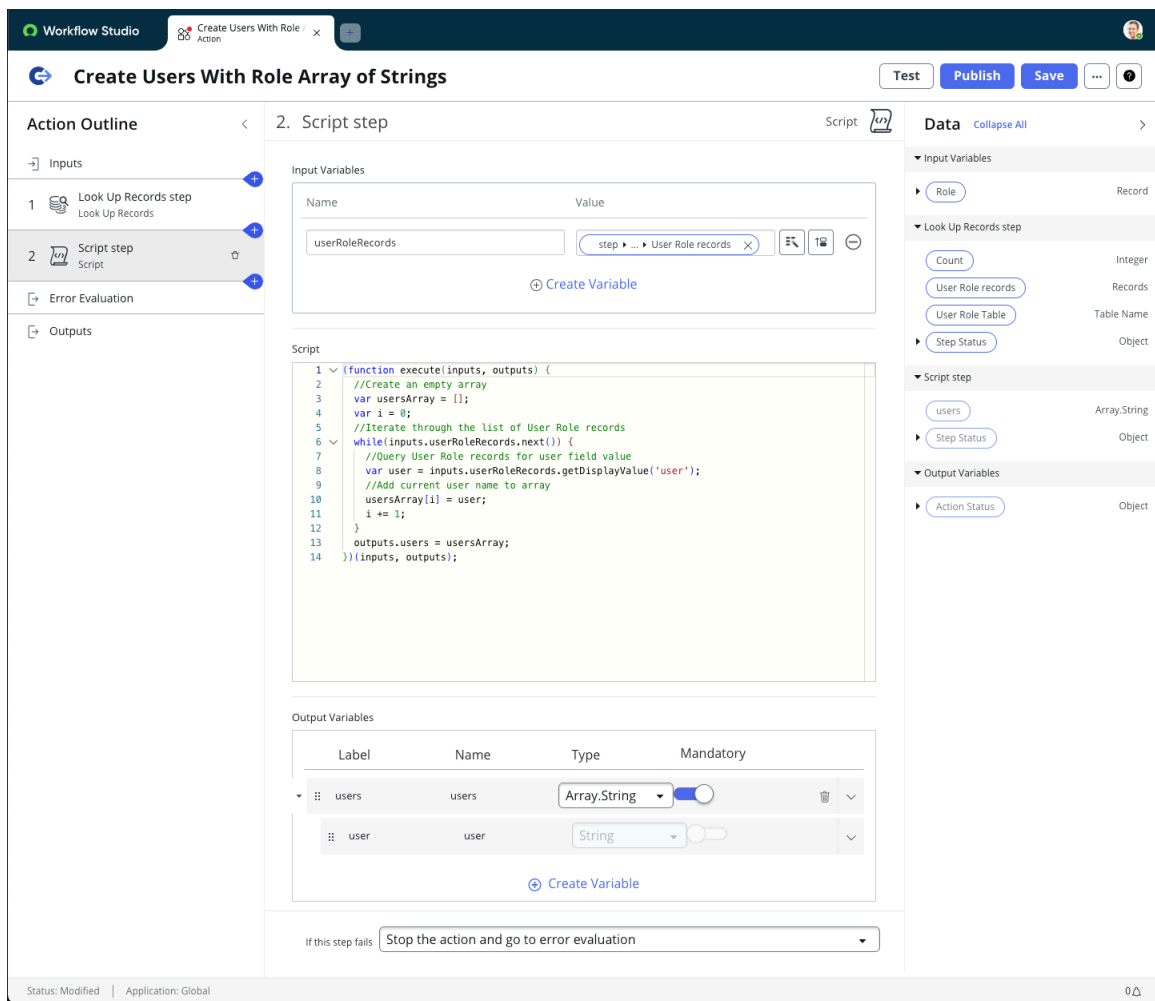 Workflow Studio
Create Users With Role /
Action
Create Users With Role Array of Strings
Test
Publish
Save
Action Outline
Inputs
1
Look Up Records step
Look Up Records
2
Script step
Script
Error Evaluation
Outputs
2. Script step
Script
Input Variables
Name Value
userRoleRecords
step ▸ ... ▸ User Role records
Create Variable
Script
1 (function execute(inputs, outputs) {
2 //Create an empty array
3 var usersArray = [];
4 var i = 0;
5 //Iterate through the list of User Role records
6 while(inputs.userRoleRecords.next()) {
7 //Query User Role records for user field value
8 var user = inputs.userRoleRecords.getDisplayValue('user');
9 //Add current user name to array
10 usersArray[i] = user;
11 i += 1;
12 }
13 outputs.users = usersArray;
14 })(inputs, outputs);
Output Variables
Label Name Type Mandatory
users users Array.String
user user String
Create Variable
If this step fails Stop the action and go to error evaluation
Data Collapse All
Input Variables
Role Record
Look Up Records step
Count Integer
User Role records Records
User Role Table Table Name
Step Status Object
Script step
users Array.String
Step Status Object
Output Variables
Action Status Object
Status: Modified | Application: Global
0